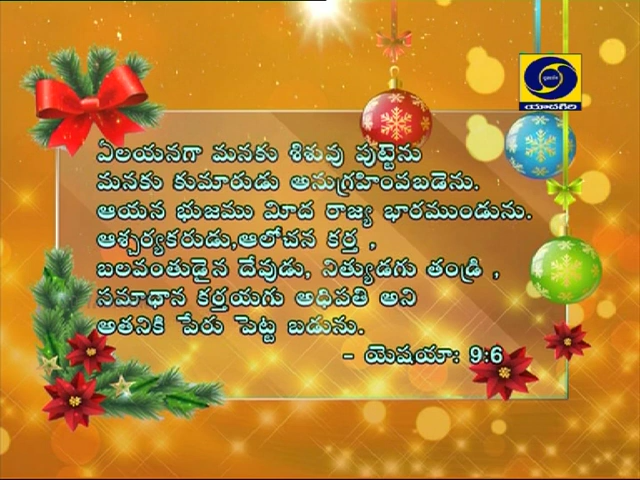 యాదగిరి
ఏలయనగా మనకు శిశువు పుట్టెను
మనకు కుమారుడు అనుగ్రహింపబడెను.
ఆయన భుజము మీద రాజ్య భారముండును.
ఆశ్చర్యకరుడు,ఆలోచన కర్త ,
బలవంతుడైన దేవుడు, నిత్యుడగు తండ్రి ,
సమాధాన కర్తయగు అధిపతి అని
అతనికి పేరు పెట్ట బడును.
- యెషయా: 9:6